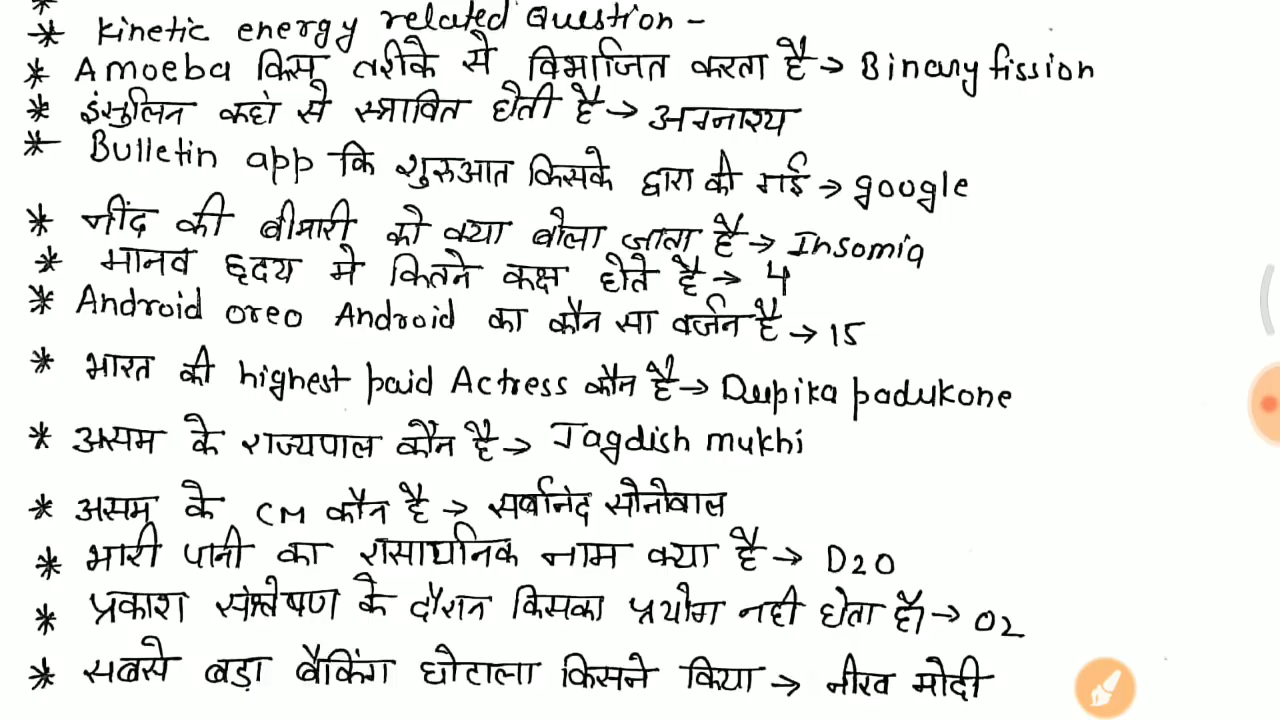 * Kinetic energy related Question -
* Amoeba किस तरीके से विभाजित करता है → Binary fission
* इंसुलिन कहां से स्त्रावित होती है → अग्नाश्य
* Bulletin app कि शुरुआत किसके द्वारा की गई → google
* नींद की बीमारी को क्या बोला जाता है → Insomia
* मानव हृदय मे कितने कक्ष होते है → 4
* Android oreo Android का कौन सा वर्जन है → 15
* भारत की highest paid Actress कौन है → Deepika padukone
* असम के राज्यपाल कौन है → Jagdish mukhi
* असम के CM कौन है → सर्बानंद सोनोवाल
* भारी पानी का रासायनिक नाम क्या है → D2O
* प्रकाश संश्लेषण के दौरान किसका प्रयोग नही होता है। → O2
* सबसे बड़ा बैकिंग घोटाला किसने किया → नीरव मोदी